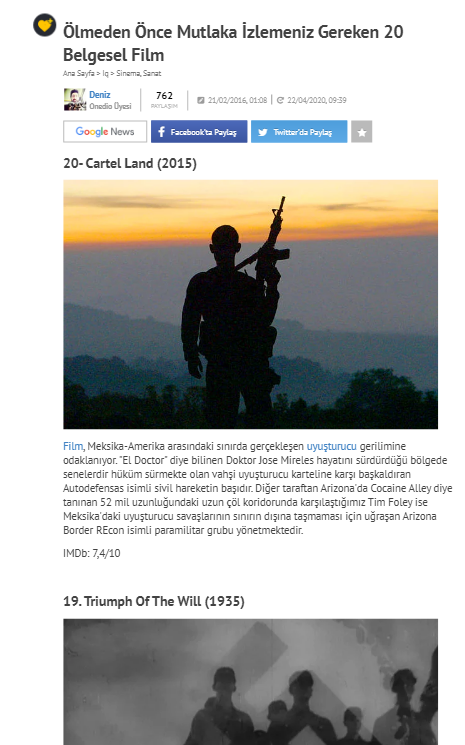 Ölmeden Önce Mutlaka İzlemeniz Gereken 20
Belgesel Film
Ana Sayfa > Iq > Sinema, Sanat
Deniz
Onedio Üyesi
762
PAYLAŞIM
21/02/2016, 01:08
22/04/2020, 09:39
Google News
Facebook'ta Paylaş
Twitter'da Paylaş
20- Cartel Land (2015)
Film, Meksika-Amerika arasındaki sınırda gerçekleşen uyuşturucu gerilimine
odaklanıyor. "El Doctor" diye bilinen Doktor Jose Mireles hayatını sürdürdüğü bölgede
senelerdir hüküm sürmekte olan vahşi uyuşturucu karteline karşı başkaldıran
Autodefensas isimli sivil hareketin başıdır. Diğer taraftan Arizona'da Cocaine Alley diye
tanınan 52 mil uzunluğundaki uzun çöl koridorunda karşılaştığımız Tim Foley ise
Meksika'daki uyuşturucu savaşlarının sınırın dışına taşmaması için uğraşan Arizona
Border REcon isimli paramilitar grubu yönetmektedir.
IMDb: 7,4/10
19. Triumph Of The Will (1935)